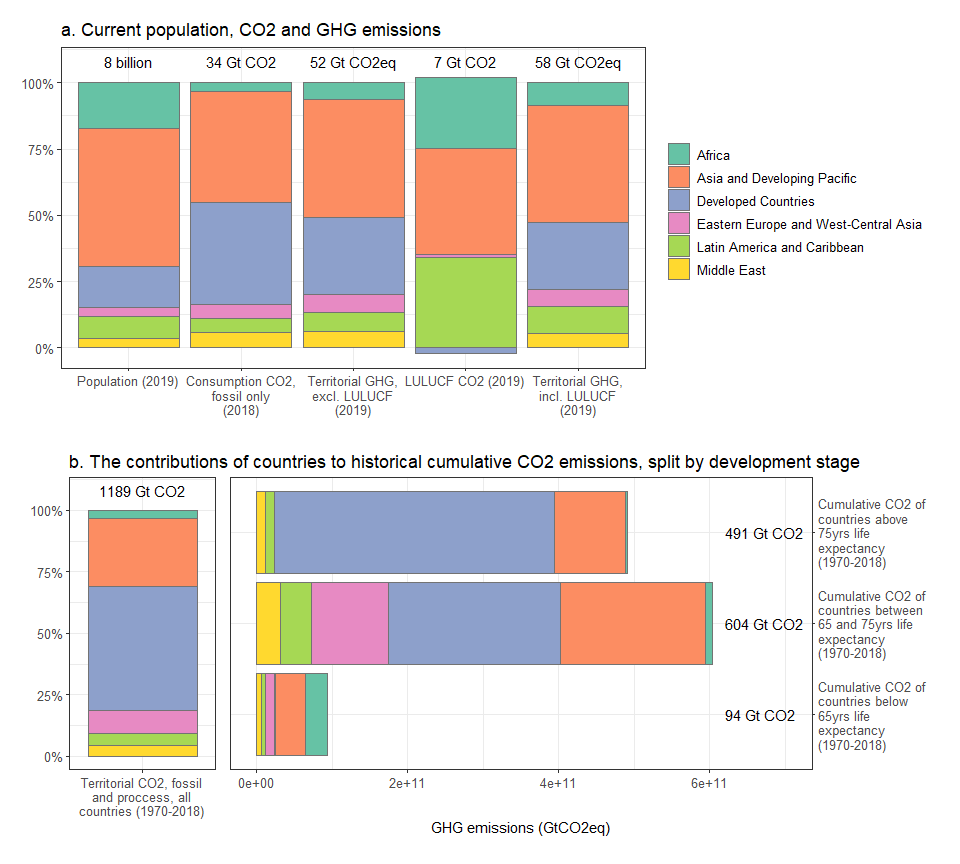 a. Current population, CO2 and GHG emissions
8 billion
34 Gt CO2
52 Gt CO2eq
7 Gt CO2
58 Gt CO2eq
100%
75%
50%
25%
0%
Population (2019)
Consumption CO2,
fossil only
(2018)
Territorial GHG,
excl. LULUCF
(2019)
LULUCF CO2 (2019)
Territorial GHG,
incl. LULUCF
(2019)
Africa
Asia and Developing Pacific
Developed Countries
Eastern Europe and West-Central Asia
Latin America and Caribbean
Middle East
b. The contributions of countries to historical cumulative CO2 emissions, split by development stage
1189 Gt CO2
100%
75%
50%
25%
0%
Territorial CO2, fossil
and proccess, all
countries (1970-2018)
491 Gt CO2
604 Gt CO2
94 Gt CO2
Cumulative CO2 of
countries above
75yrs life
expectancy
(1970-2018)
Cumulative CO2 of
countries between
65 and 75yrs life
expectancy
(1970-2018)
Cumulative CO2 of
countries below
65yrs life
expectancy
(1970-2018)
0e+00
2e+11
4e+11
6e+11
GHG emissions (GtCO2eq)